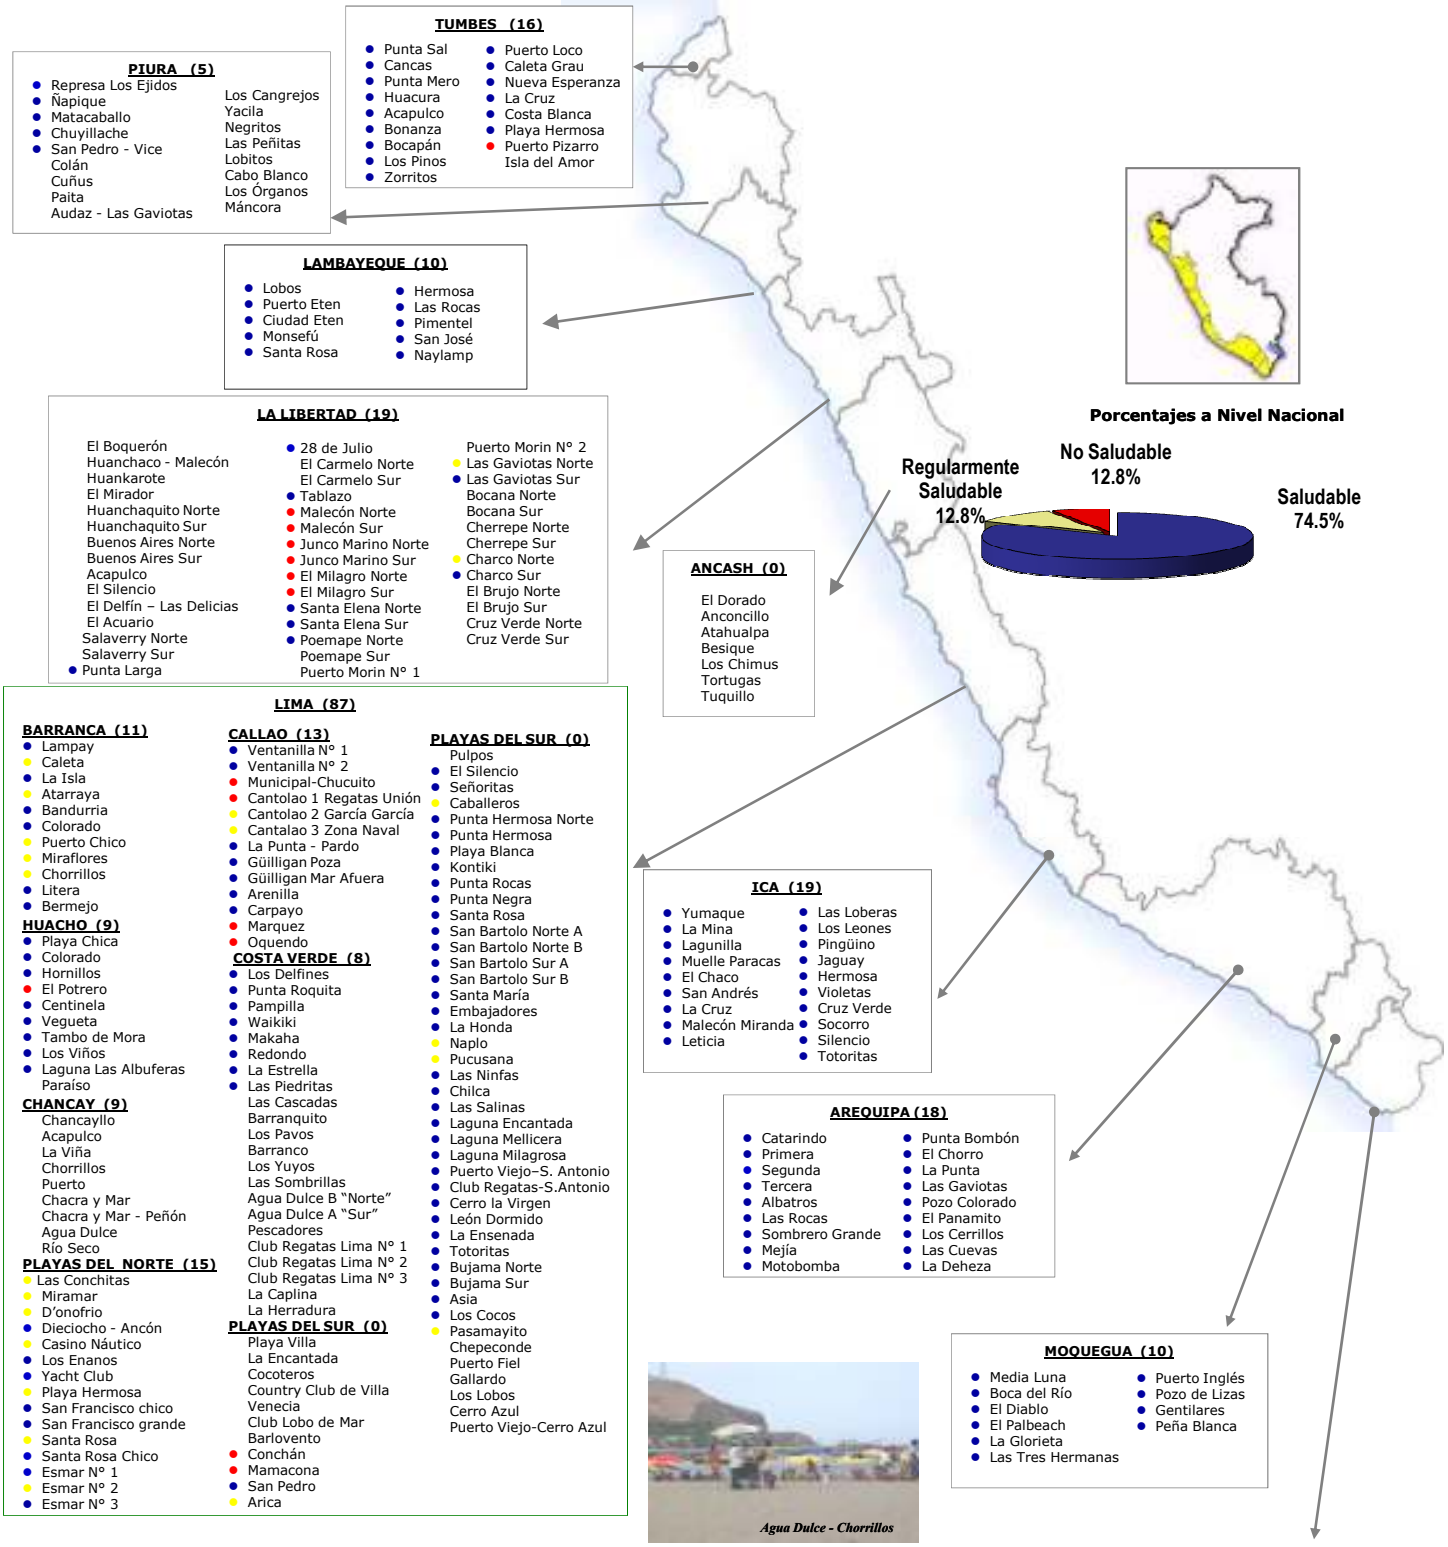 TUMBES (16)
Punta Sal
Cancas
Punta Mero
Huacura
Acapulco
Bonanza
Bocapán
Los Pinos
Zorritos
Puerto Loco
Caleta Grau
Nueva Esperanza
La Cruz
Costa Blanca
Playa Hermosa
Puerto Pizarro
Isla del Amor
PIURA (5)
Represa Los Ejidos
Ñapique
Matacaballo
Chuyillache
San Pedro - Vice
Colán
Cuñus
Paita
Audaz - Las Gaviotas
Los Cangrejos
Yacila
Negritos
Las Peñitas
Lobitos
Cabo Blanco
Los Órganos
Máncora
LAMBAYEQUE (10)
Lobos
Puerto Eten
Ciudad Eten
Monsefú
Santa Rosa
Hermosa
Las Rocas
Pimentel
San José
Naylamp
LA LIBERTAD (19)
El Boquerón
Huanchaco - Malecón
Huankarote
El Mirador
Huanchaquito Norte
Huanchaquito Sur
Buenos Aires Norte
Buenos Aires Sur
Acapulco
El Silencio
El Delfín – Las Delicias
El Acuario
Salaverry Norte
Salaverry Sur
Punta Larga
28 de Julio
El Carmelo Norte
El Carmelo Sur
Tablazo
Malecón Norte
Malecón Sur
Junco Marino Norte
Junco Marino Sur
El Milagro Norte
El Milagro Sur
Santa Elena Norte
Santa Elena Sur
Poemape Norte
Poemape Sur
Puerto Morin N° 1
Puerto Morin N° 2
Las Gaviotas Norte
Las Gaviotas Sur
Bocana Norte
Bocana Sur
Cherrepe Norte
Cherrepe Sur
Charco Norte
Charco Sur
El Brujo Norte
El Brujo Sur
Cruz Verde Norte
Cruz Verde Sur
Porcentajes a Nivel Nacional
No Saludable
12.8%
Regularmente
Saludable
12.8%
Saludable
74.5%
ANCASH (0)
El Dorado
Anconcillo
Atahualpa
Besique
Los Chimus
Tortugas
Tuquillo
LIMA (87)
BARRANCA (11)
Lampay
Caleta
La Isla
Atarraya
Bandurria
Colorado
Puerto Chico
Miraflores
Chorrillos
Litera
Bermejo
HUACHO (9)
Playa Chica
Colorado
Hornillos
El Potrero
Centinela
Vegueta
Tambo de Mora
Los Viños
Laguna Las Albuferas
Paraíso
CHANCAY (9)
Chancayllo
Acapulco
La Viña
Chorrillos
Puerto
Chacra y Mar
Chacra y Mar - Peñón
Agua Dulce
Río Seco
PLAYAS DEL NORTE (15)
Las Conchitas
Miramar
D’onofrio
Dieciocho - Ancón
Casino Náutico
Los Enanos
Yacht Club
Playa Hermosa
San Francisco chico
San Francisco grande
Santa Rosa
Santa Rosa Chico
Esmar N° 1
Esmar N° 2
Esmar N° 3
CALLAO (13)
Ventanilla N° 1
Ventanilla N° 2
Municipal-Chucuito
Cantolao 1 Regatas Unión
Cantolao 2 García García
Cantalao 3 Zona Naval
La Punta - Pardo
Güilligan Poza
Güilligan Mar Afuera
Arenilla
Carpayo
Marquez
Oquendo
COSTA VERDE (8)
Los Delfines
Punta Roquita
Pampilla
Waikiki
Makaha
Redondo
La Estrella
Las Piedritas
Las Cascadas
Barranquito
Los Pavos
Barranco
Los Yuyos
Las Sombrillas
Agua Dulce B “Norte”
Agua Dulce A “Sur”
Pescadores
Club Regatas Lima N° 1
Club Regatas Lima N° 2
Club Regatas Lima N° 3
La Caplina
La Herradura
PLAYAS DEL SUR (0)
Playa Villa
La Encantada
Cocoteros
Country Club de Villa
Venecia
Club Lobo de Mar
Barlovento
Conchán
Mamacona
San Pedro
Arica
PLAYAS DEL SUR (0)
Pulpos
El Silencio
Señoritas
Caballeros
Punta Hermosa Norte
Punta Hermosa
Playa Blanca
Kontiki
Punta Rocas
Punta Negra
Santa Rosa
San Bartolo Norte A
San Bartolo Norte B
San Bartolo Sur A
San Bartolo Sur B
Santa María
Embajadores
La Honda
Naplo
Pucusana
Las Ninfas
Chilca
Las Salinas
Laguna Encantada
Laguna Mellicera
Laguna Milagrosa
Puerto Viejo–S. Antonio
Club Regatas-S.Antonio
Cerro la Virgen
León Dormido
La Ensenada
Totoritas
Bujama Norte
Bujama Sur
Asia
Los Cocos
Pasamayito
Chepeconde
Puerto Fiel
Gallardo
Los Lobos
Cerro Azul
Puerto Viejo-Cerro Azul
ICA (19)
Yumaque
La Mina
Lagunilla
Muelle Paracas
El Chaco
San Andrés
La Cruz
Malecón Miranda
Leticia
Las Loberas
Los Leones
Pingüino
Jaguay
Hermosa
Violetas
Cruz Verde
Socorro
Silencio
Totoritas
AREQUIPA (18)
Catarindo
Primera
Segunda
Tercera
Albatros
Las Rocas
Sombrero Grande
Mejía
Motobomba
Punta Bombón
El Chorro
La Punta
Las Gaviotas
Pozo Colorado
El Panamito
Los Cerrillos
Las Cuevas
La Deheza
MOQUEGUA (10)
Media Luna
Boca del Río
El Diablo
El Palbeach
La Glorieta
Las Tres Hermanas
Puerto Inglés
Pozo de Lizas
Gentilares
Peña Blanca
Agua Dulce - Chorrillos